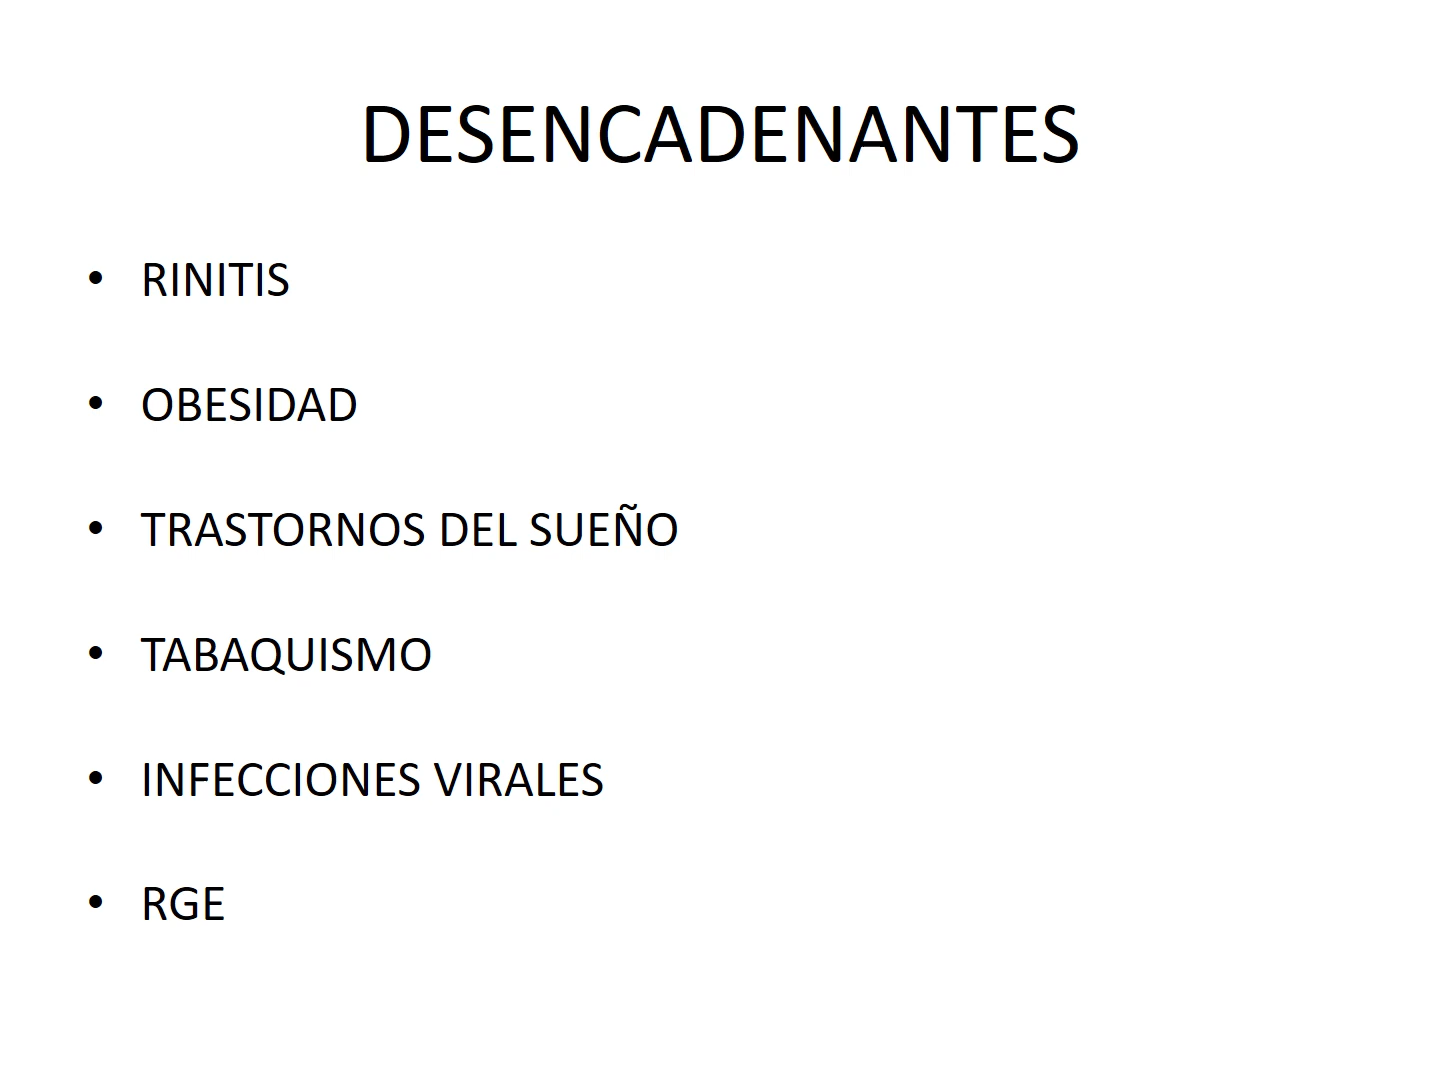 DESENCADENANTES
• RINITIS
• OBESIDAD
• TRASTORNOS DEL SUEÑO
• TABAQUISMO
• INFECCIONES VIRALES
• RGE